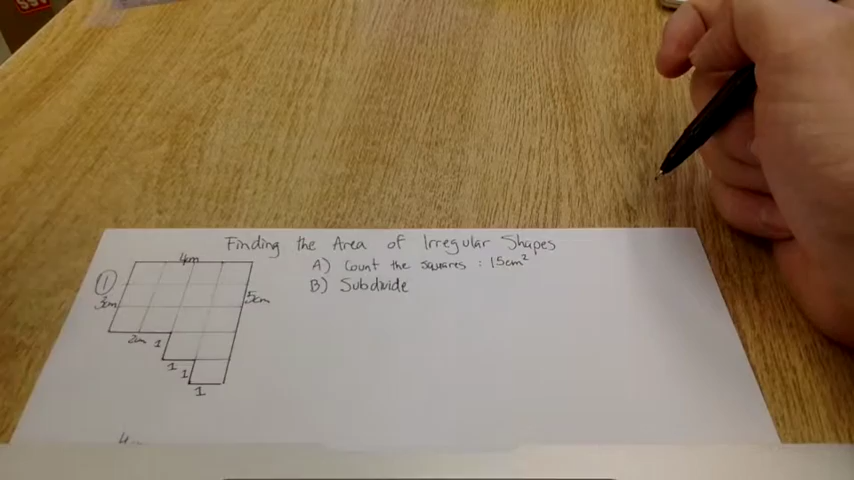 Finding the Area of Irregular Shapes
4cm
1
A) Count the squares : 15cm²
B) Subdivide
3cm
5cm
2cm
1
1
1
1
4